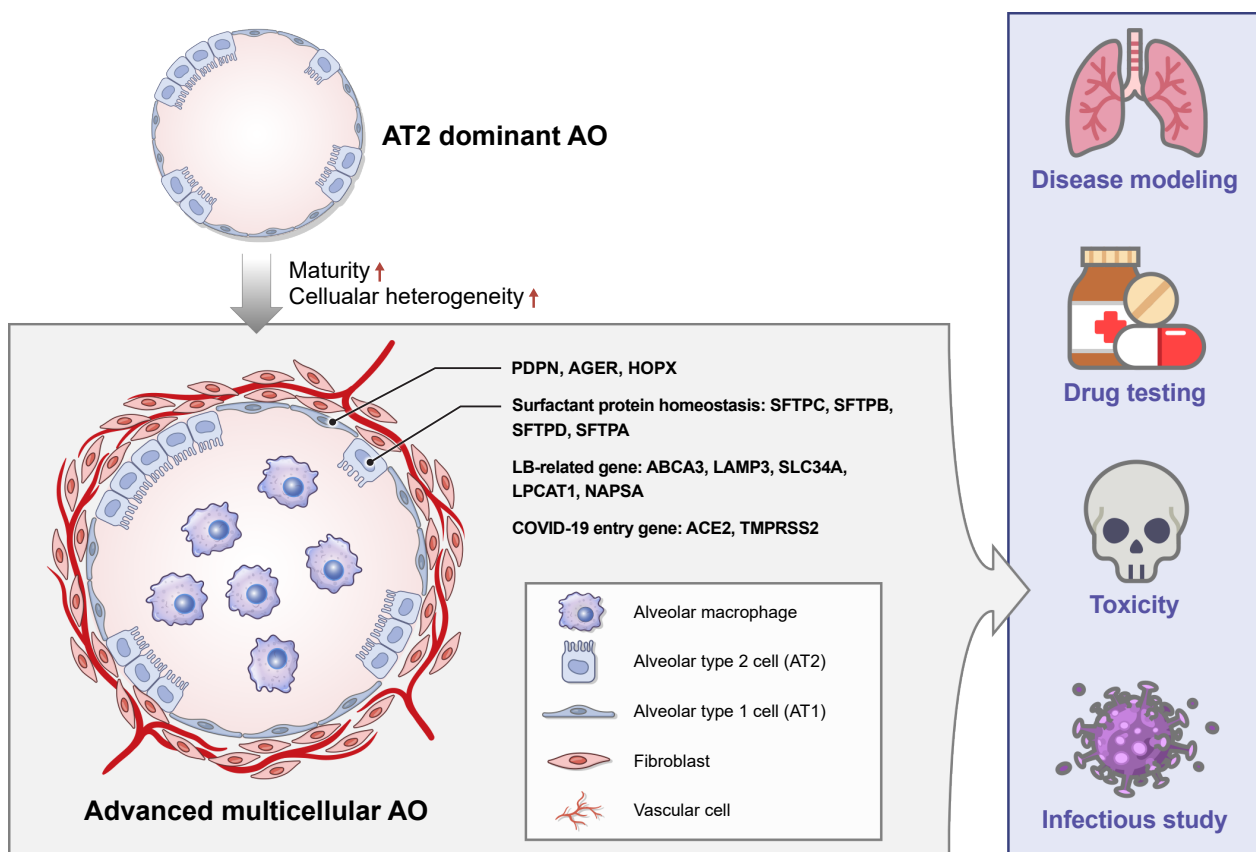 AT2 dominant AO
Maturity ↑
Cellualar heterogeneity ↑
PDPN, AGER, HOPX
Surfactant protein homeostasis: SFTPC, SFTPB,
SFTPD, SFTPA
LB-related gene: ABCA3, LAMP3, SLC34A,
LPCAT1, NAPSA
COVID-19 entry gene: ACE2, TMPRSS2
Alveolar macrophage
Alveolar type 2 cell (AT2)
Alveolar type 1 cell (AT1)
Fibroblast
Vascular cell
Advanced multicellular AO
Disease modeling
Drug testing
Toxicity
Infectious study